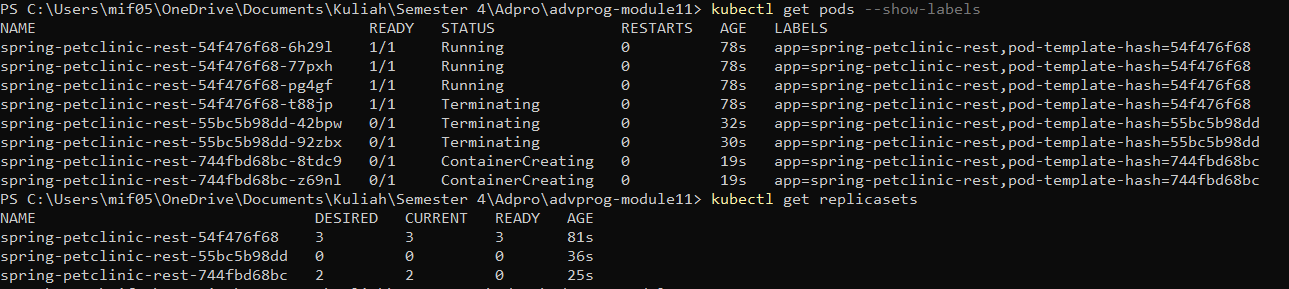 PS C:\Users\mif05\OneDrive\Documents\Kuliah\Semester 4\Adpro\advprog-module11> kubectl get pods --show-labels
NAME READY STATUS RESTARTS AGE LABELS
spring-petclinic-rest-54f476f68-6h29l 1/1 Running 0 78s app=spring-petclinic-rest,pod-template-hash=54f476f68
spring-petclinic-rest-54f476f68-77pxh 1/1 Running 0 78s app=spring-petclinic-rest,pod-template-hash=54f476f68
spring-petclinic-rest-54f476f68-pg4gf 1/1 Running 0 78s app=spring-petclinic-rest,pod-template-hash=54f476f68
spring-petclinic-rest-54f476f68-t88jp 1/1 Terminating 0 78s app=spring-petclinic-rest,pod-template-hash=54f476f68
spring-petclinic-rest-55bc5b98dd-42bpw 0/1 Terminating 0 32s app=spring-petclinic-rest,pod-template-hash=55bc5b98dd
spring-petclinic-rest-55bc5b98dd-92zbx 0/1 Terminating 0 30s app=spring-petclinic-rest,pod-template-hash=55bc5b98dd
spring-petclinic-rest-744fbd68bc-8tdc9 0/1 ContainerCreating 0 19s app=spring-petclinic-rest,pod-template-hash=744fbd68bc
spring-petclinic-rest-744fbd68bc-z69nl 0/1 ContainerCreating 0 19s app=spring-petclinic-rest,pod-template-hash=744fbd68bc
PS C:\Users\mif05\OneDrive\Documents\Kuliah\Semester 4\Adpro\advprog-module11> kubectl get replicasets
NAME DESIRED CURRENT READY AGE
spring-petclinic-rest-54f476f68 3 3 3 81s
spring-petclinic-rest-55bc5b98dd 0 0 0 36s
spring-petclinic-rest-744fbd68bc 2 2 0 25s